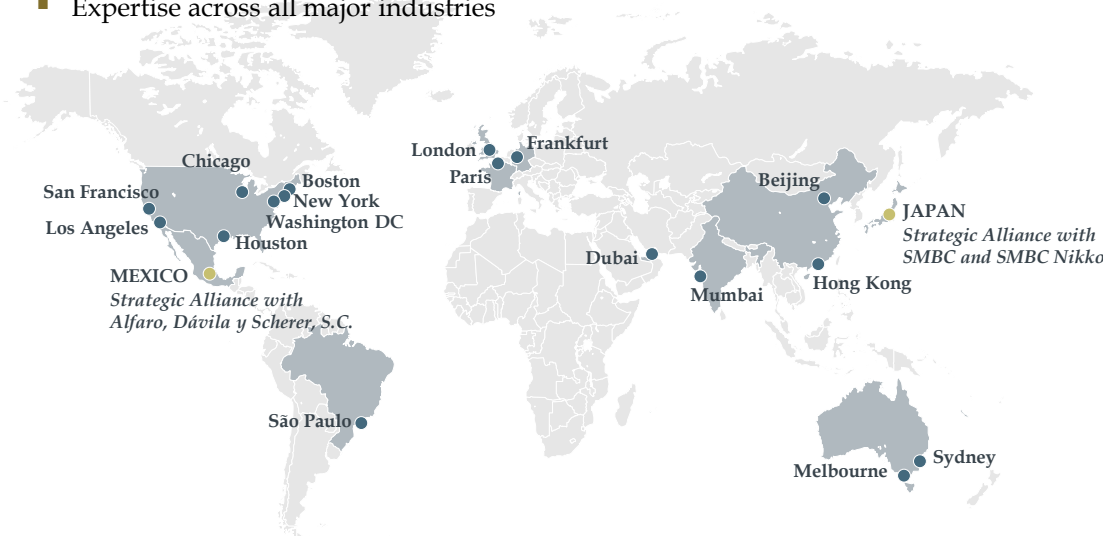 Expertise across all major industries
Chicago
San Francisco
Los Angeles
Boston
New York
Washington DC
Houston
MEXICO
Strategic Alliance with
Alfaro, Dávila y Scherer, S.C.
São Paulo
London
Frankfurt
Paris
Dubai
Mumbai
Beijing
Hong Kong
JAPAN
Strategic Alliance with
SMBC and SMBC Nikko
Sydney
Melbourne